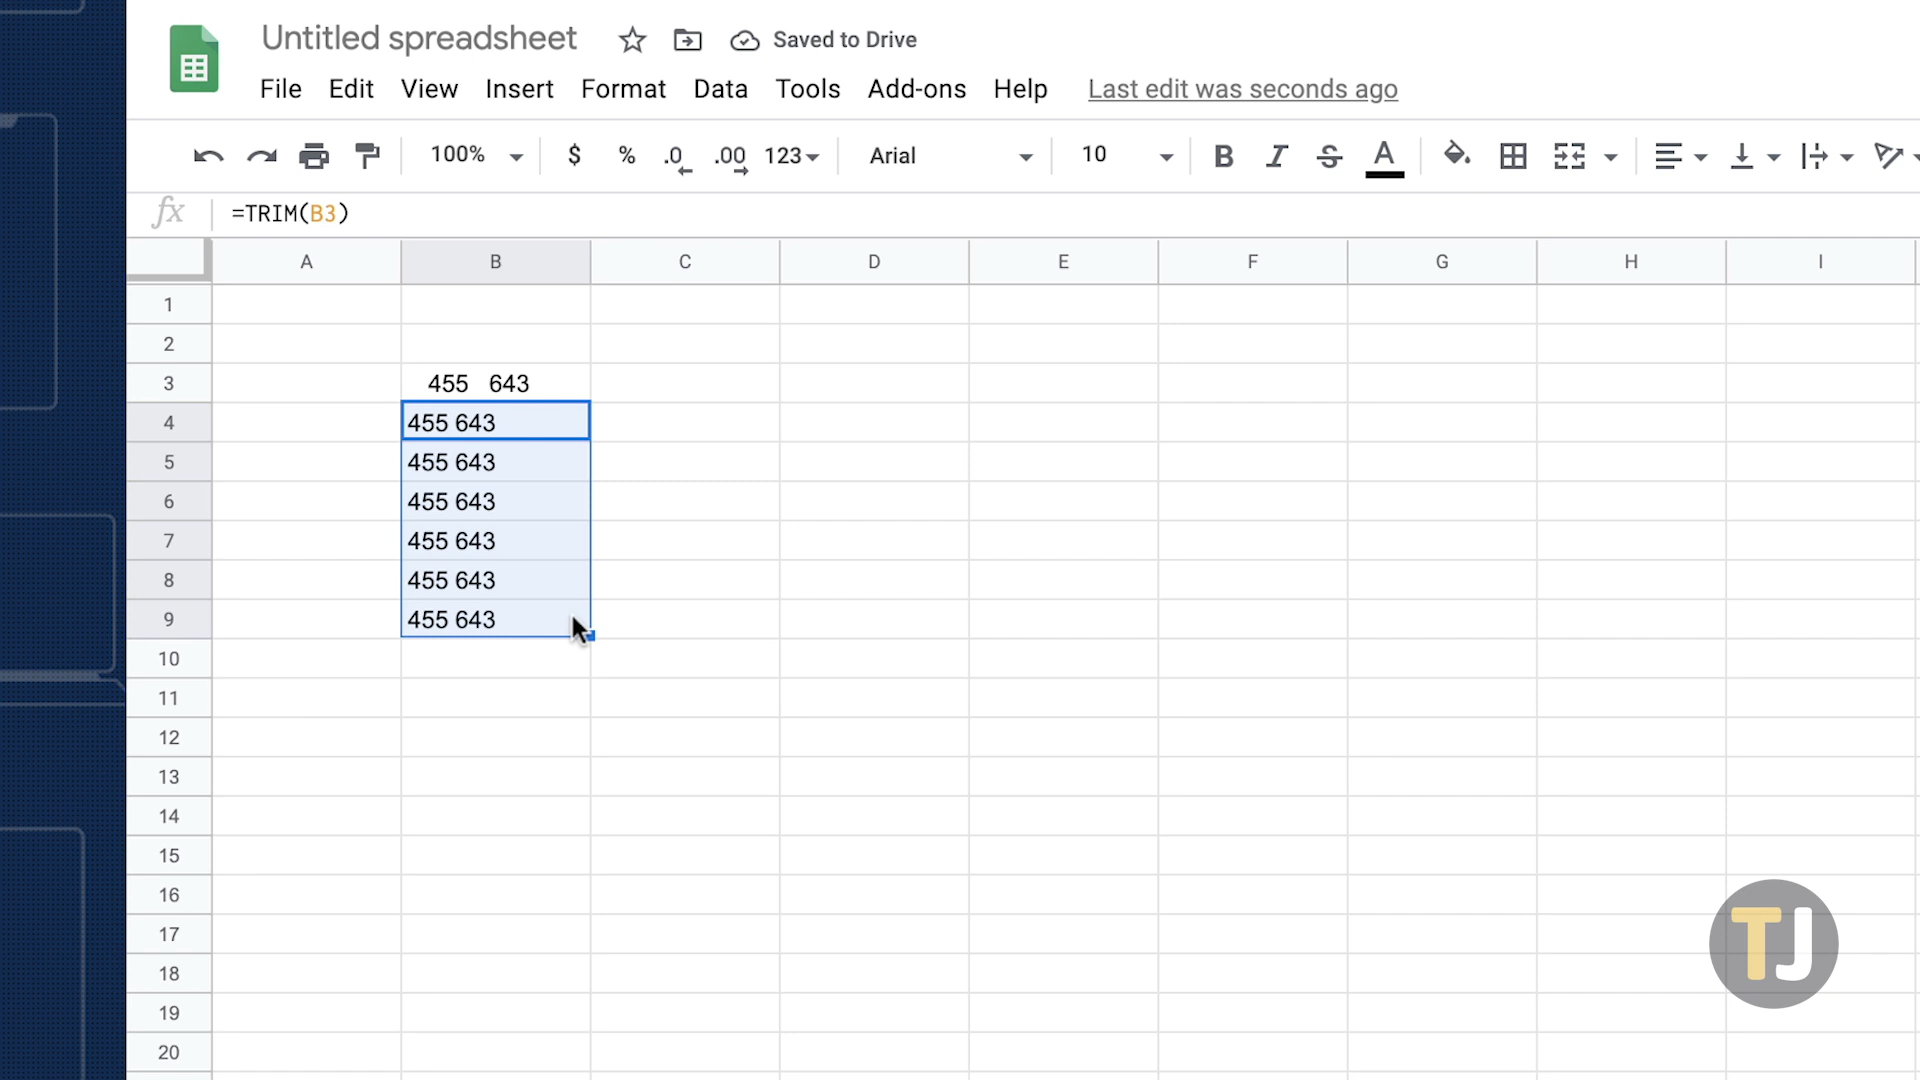 Untitled spreadsheet Saved to Drive
File Edit View Insert Format Data Tools Add-ons Help Last edit was seconds ago
100% $ % .0 .00 123 Arial 10 B I S A
fx =TRIM(B3)
A B C D E F G H I
1
2
3 455   643
4 455 643
5 455 643
6 455 643
7 455 643
8 455 643
9 455 643
10
11
12
13
14
15
16
17
18
19
20
TJ